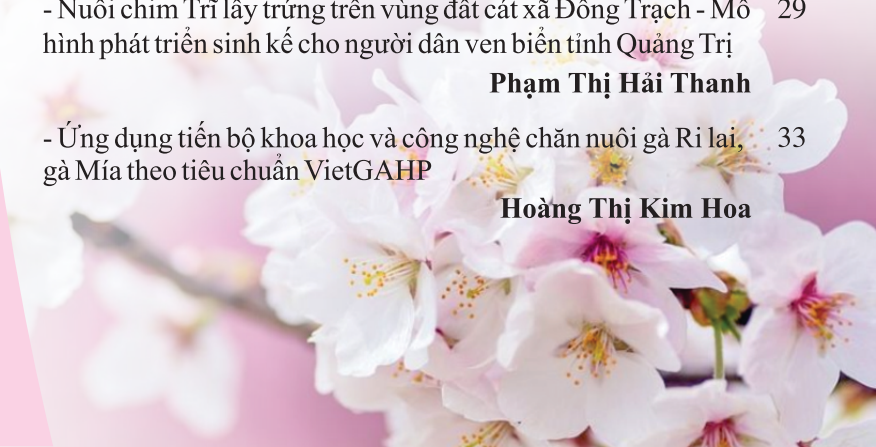 - Nuôi chim Trĩ lấy trứng trên vùng đất cát xã Đông Trạch - Mô 29
hình phát triển sinh kế cho người dân ven biển tỉnh Quảng Trị
Phạm Thị Hải Thanh
- Ứng dụng tiến bộ khoa học và công nghệ chăn nuôi gà Ri lai, 33
gà Mía theo tiêu chuẩn VietGAHP
Hoàng Thị Kim Hoa